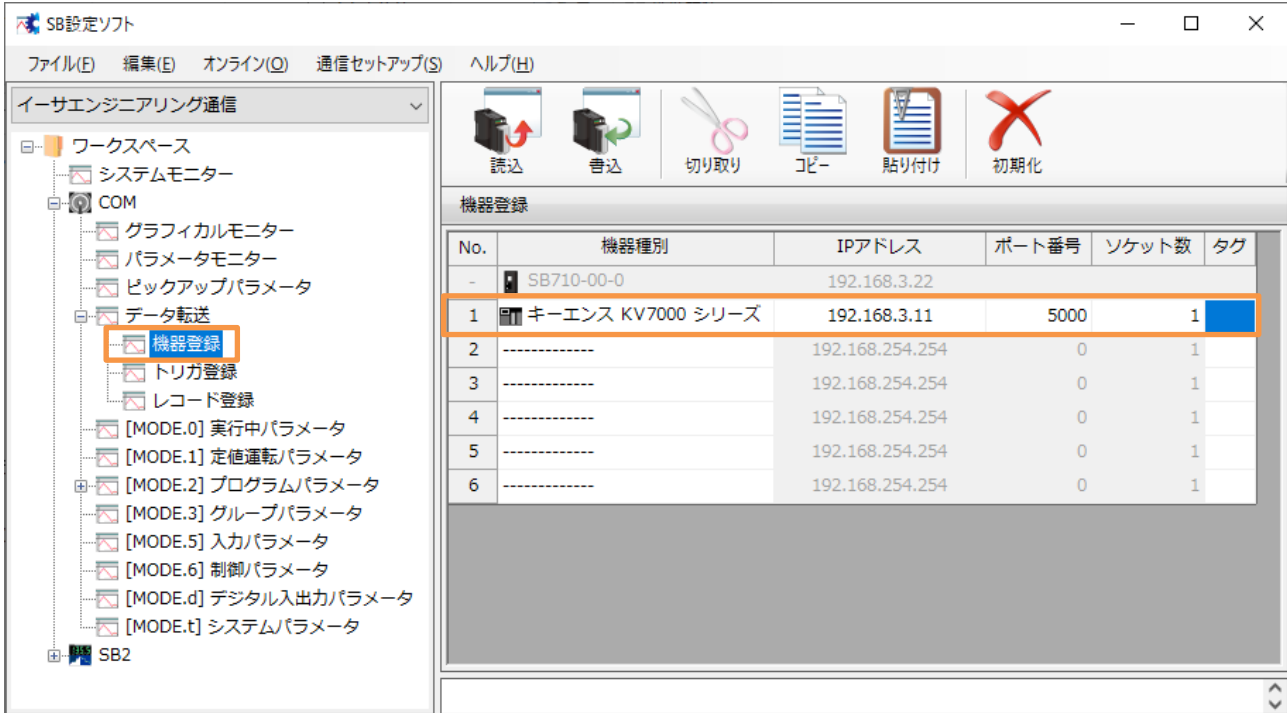 SB設定ソフト
ファイル(F) 編集(E) オンライン(O) 通信セットアップ(S) ヘルプ(H)
イーサエンジニアリング通信
ワークスペース
システムモニター
COM
グラフィカルモニター
パラメータモニター
ピックアップパラメータ
データ転送
機器登録
トリガ登録
レコード登録
[MODE.0] 実行中パラメータ
[MODE.1] 定値運転パラメータ
[MODE.2] プログラムパラメータ
[MODE.3] グループパラメータ
[MODE.5] 入力パラメータ
[MODE.6] 制御パラメータ
[MODE.d] デジタル入出力パラメータ
[MODE.t] システムパラメータ
SB2
読込 書込 切り取り コピー 貼り付け 初期化
機器登録
No. 機器種別 IPアドレス ポート番号 ソケット数 タグ
- SB710-00-0 192.168.3.22
1 キーエンス KV7000 シリーズ 192.168.3.11 5000 1
2 ------------- 192.168.254.254 0 1
3 ------------- 192.168.254.254 0 1
4 ------------- 192.168.254.254 0 1
5 ------------- 192.168.254.254 0 1
6 ------------- 192.168.254.254 0 1